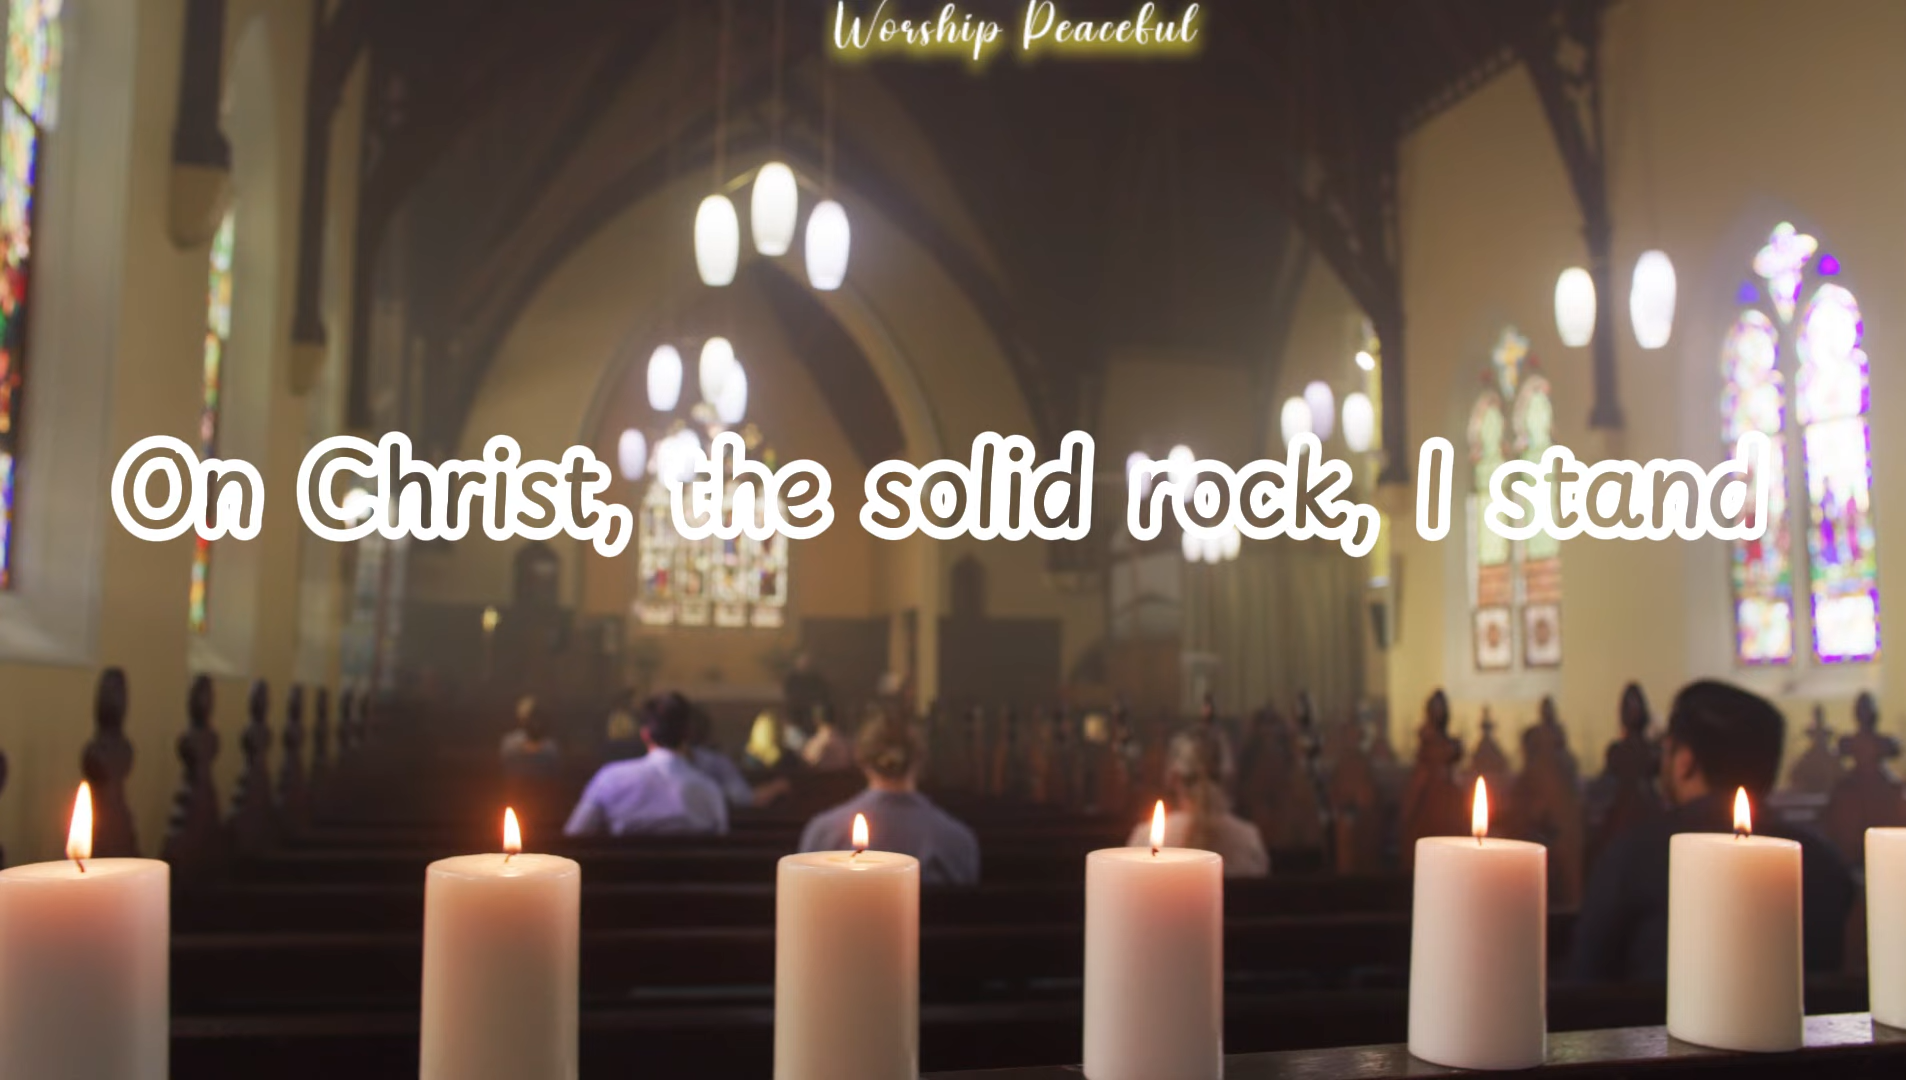 Worship Peaceful
On Christ, the solid rock, I stand